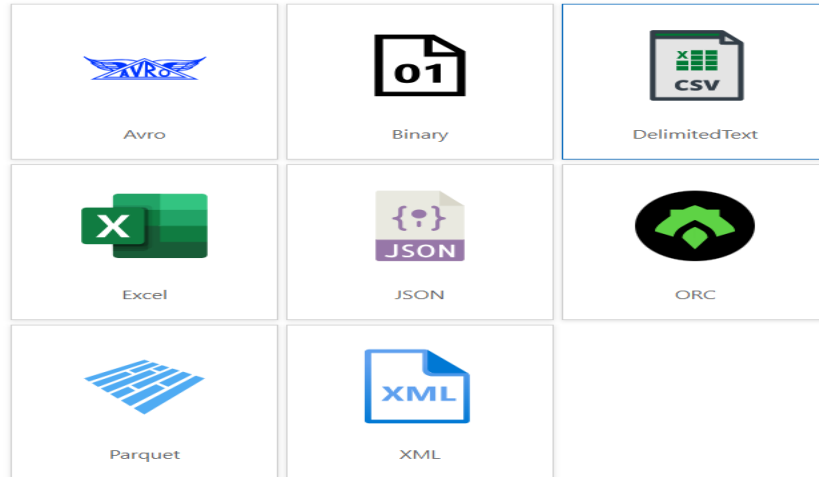 AVRO
01
X
CSV
Avro
Binary
DelimitedText
X
{ }
JSON
Excel
JSON
ORC
XML
Parquet
XML